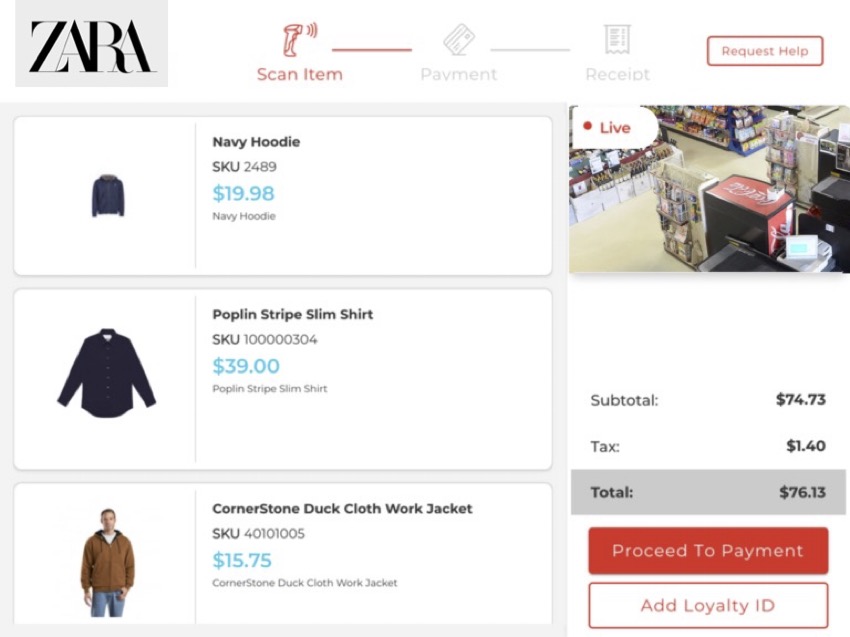 ZARA
Scan Item
Payment
Receipt
Request Help
Navy Hoodie
SKU 2489
$19.98
Navy Hoodie
Poplin Stripe Slim Shirt
SKU 100000304
$39.00
Poplin Stripe Slim Shirt
CornerStone Duck Cloth Work Jacket
SKU 40101005
$15.75
CornerStone Duck Cloth Work Jacket
Live
Coca-Cola
Subtotal: $74.73
Tax: $1.40
Total: $76.13
Proceed To Payment
Add Loyalty ID